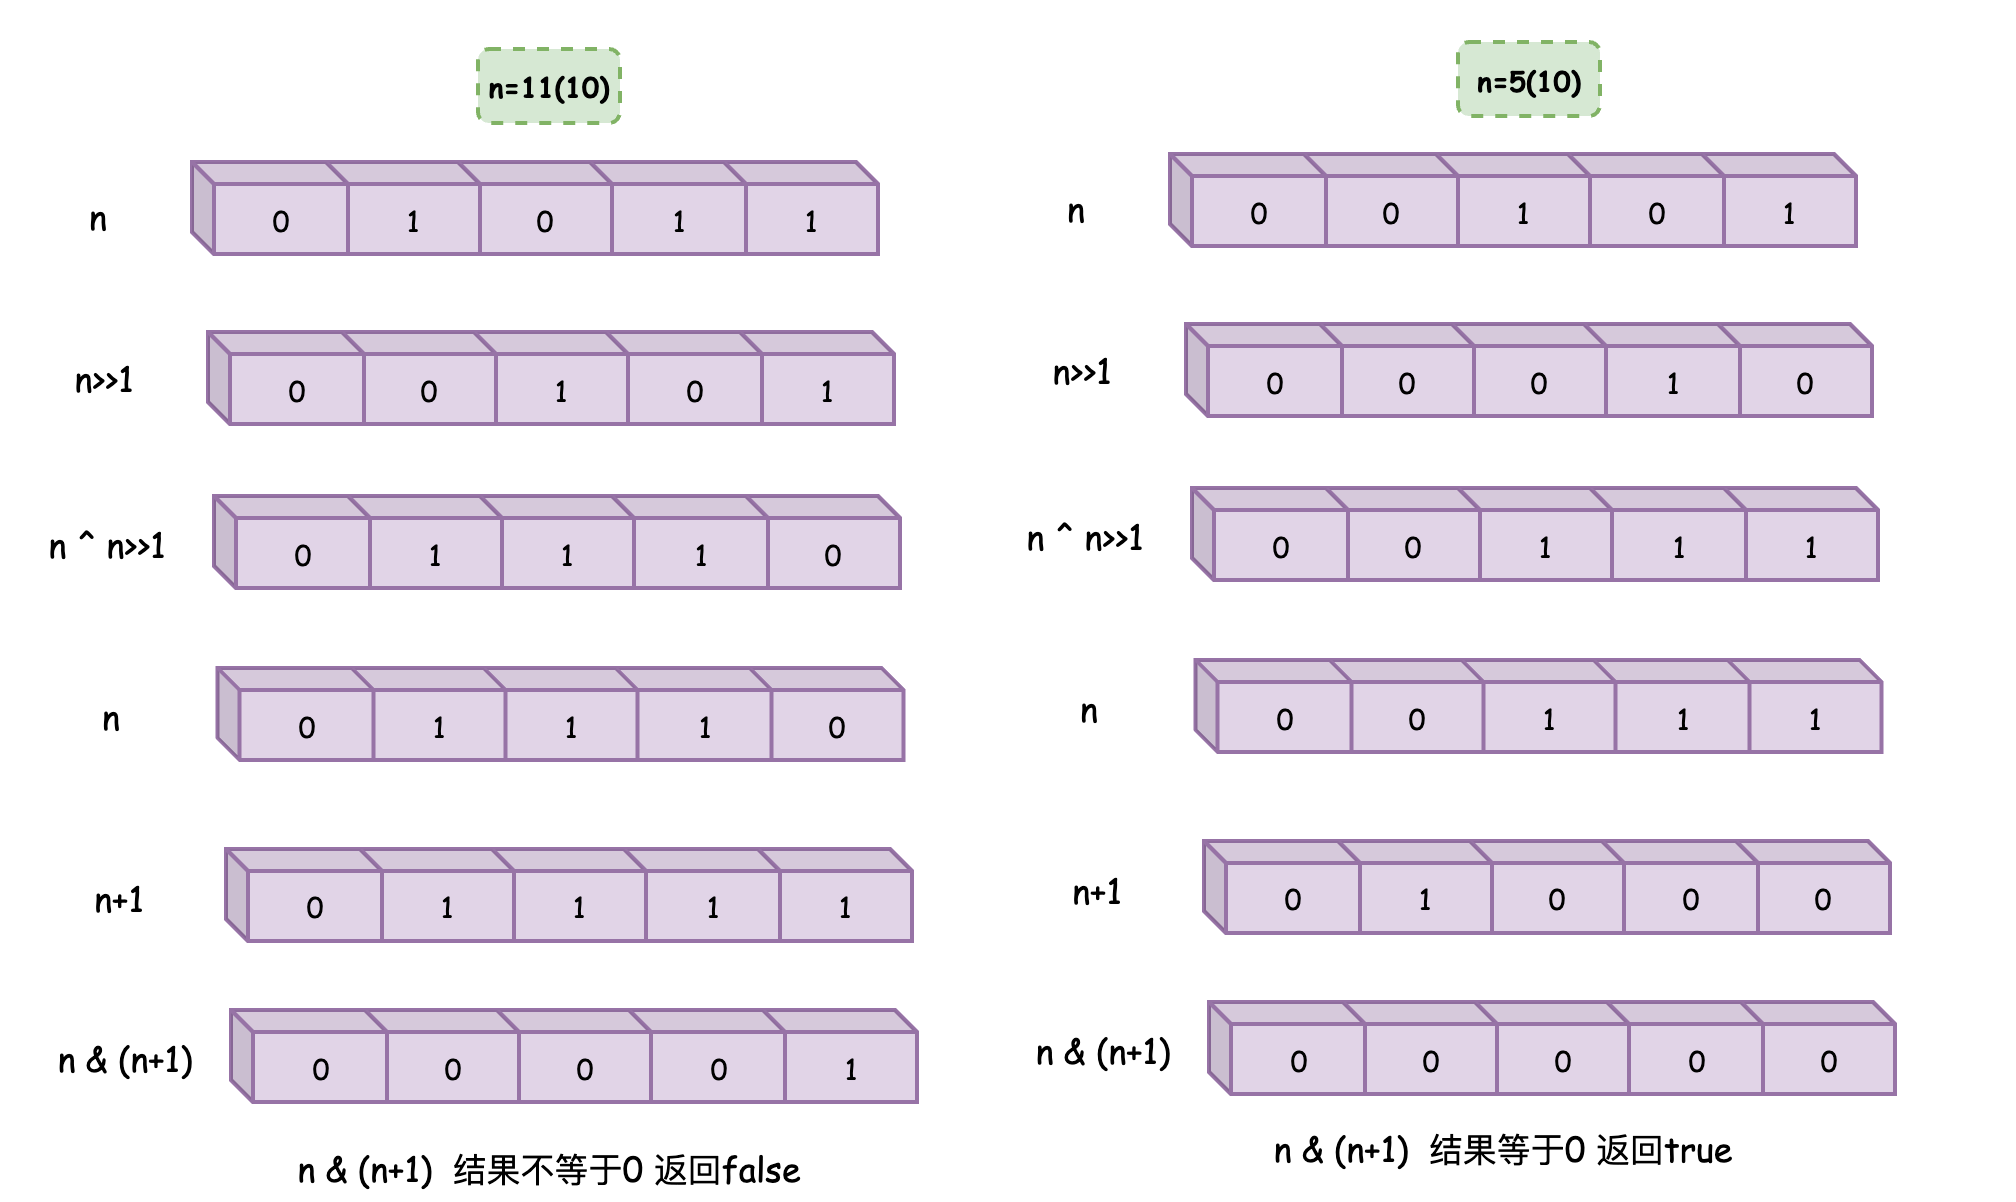 n=11(10)
n 0 1 0 1 1
n>>1 0 0 1 0 1
n ^ n>>1 0 1 1 1 0
n 0 1 1 1 0
n+1 0 1 1 1 1
n & (n+1) 0 0 0 0 1
n & (n+1) 结果不等于0 返回false
n=5(10)
n 0 0 1 0 1
n>>1 0 0 0 1 0
n ^ n>>1 0 0 1 1 1
n 0 0 1 1 1
n+1 0 1 0 0 0
n & (n+1) 0 0 0 0 0
n & (n+1) 结果等于0 返回true